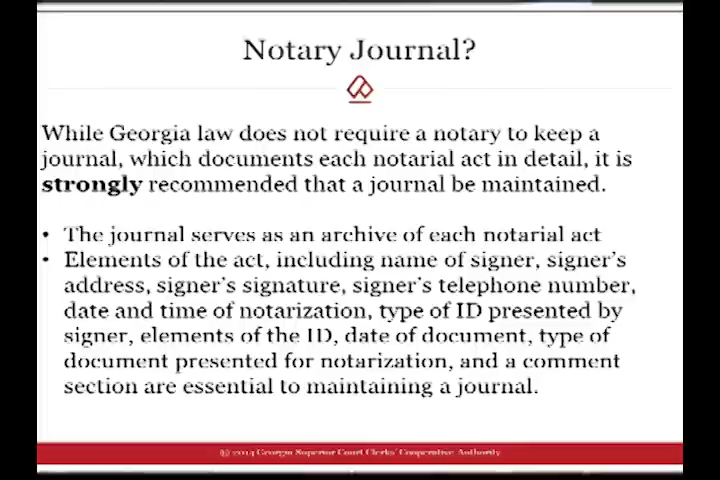 Notary Journal?
While Georgia law does not require a notary to keep a
journal, which documents each notarial act in detail, it is
strongly recommended that a journal be maintained.
• The journal serves as an archive of each notarial act
• Elements of the act, including name of signer, signer's
address, signer's signature, signer's telephone number,
date and time of notarization, type of ID presented by
signer, elements of the ID, date of document, type of
document presented for notarization, and a comment
section are essential to maintaining a journal.
© 2014 Georgia Superior Court Clerks' Cooperative Authority